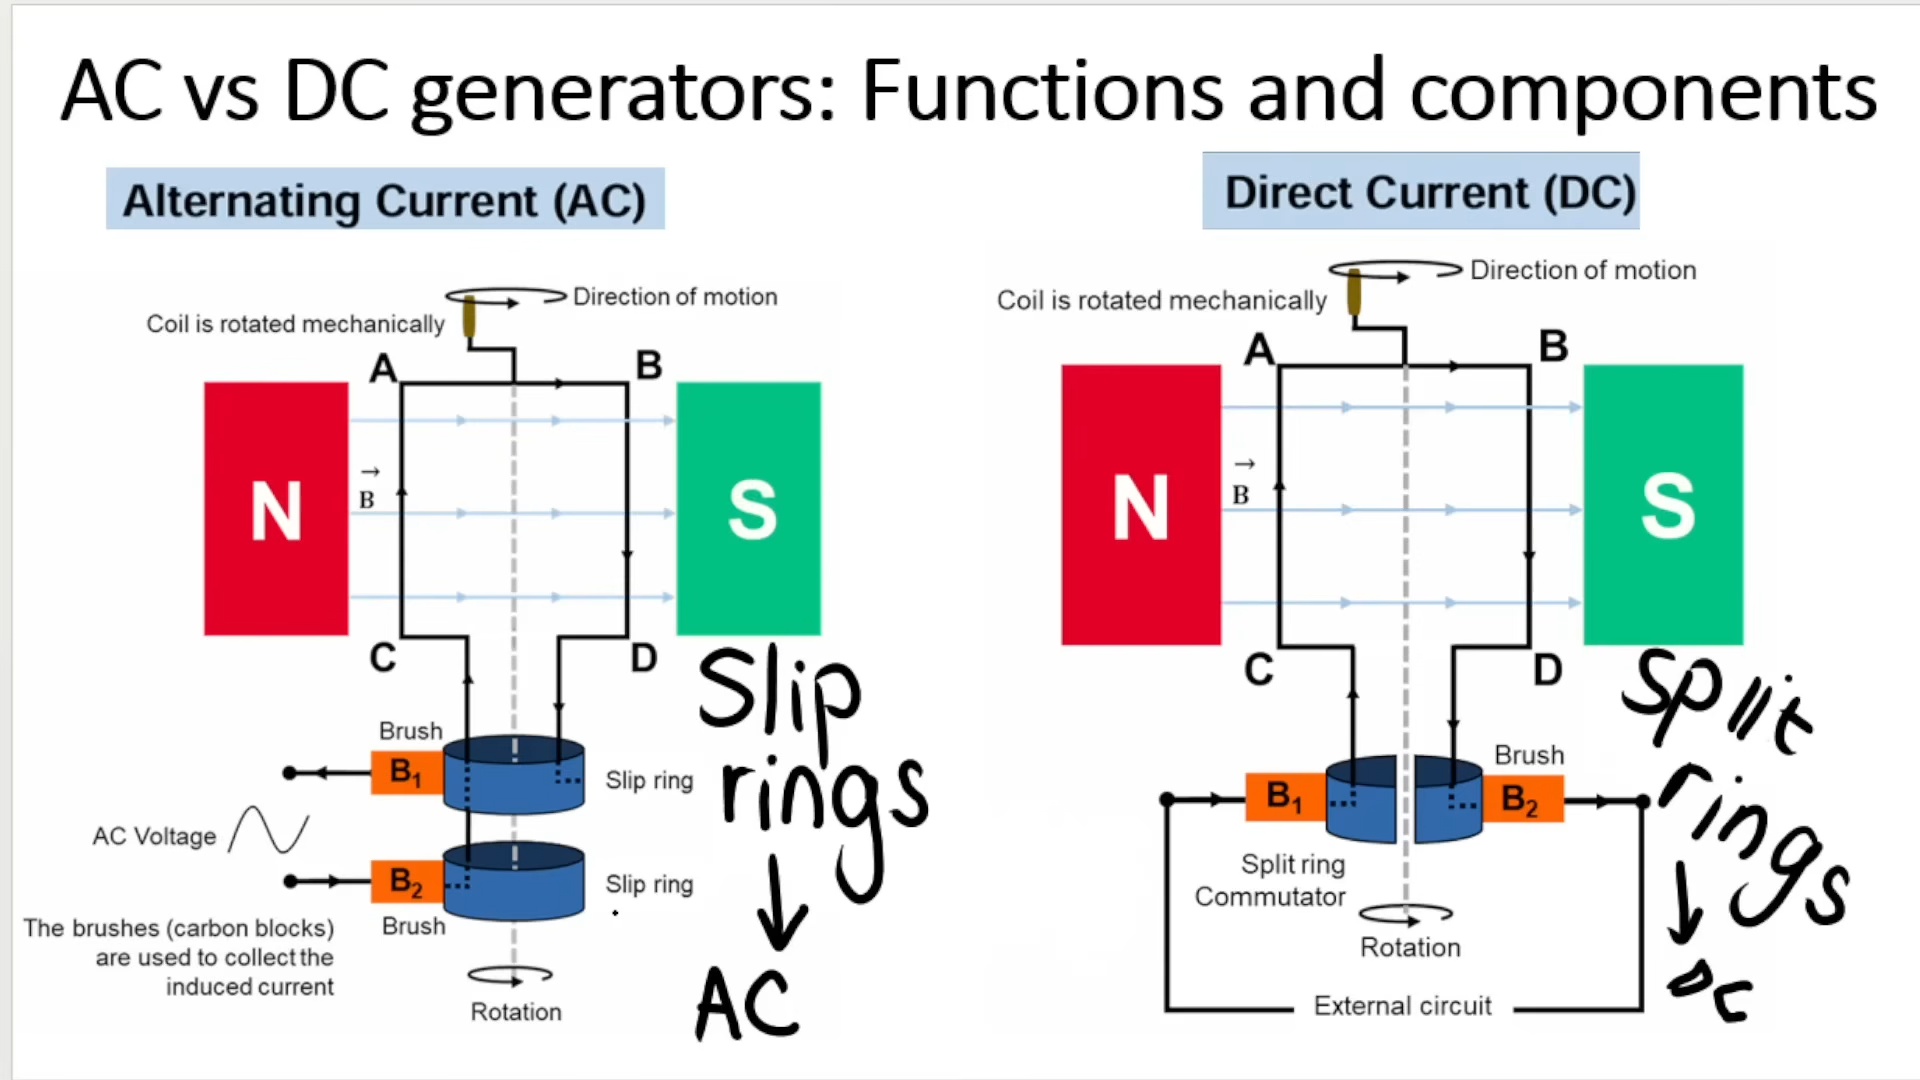 AC vs DC generators: Functions and components
Alternating Current (AC)
Direction of motion
Coil is rotated mechanically
A
B
N
S
→
B
C
D
Brush
B₁
Slip ring
AC Voltage
B₂
Slip ring
Brush
The brushes (carbon blocks)
are used to collect the
induced current
Rotation
Slip
rings
↓
AC
Direct Current (DC)
Direction of motion
Coil is rotated mechanically
A
B
N
S
→
B
C
D
Brush
B₁
B₂
Split ring
Commutator
Rotation
External circuit
Split
rings
↓
DC